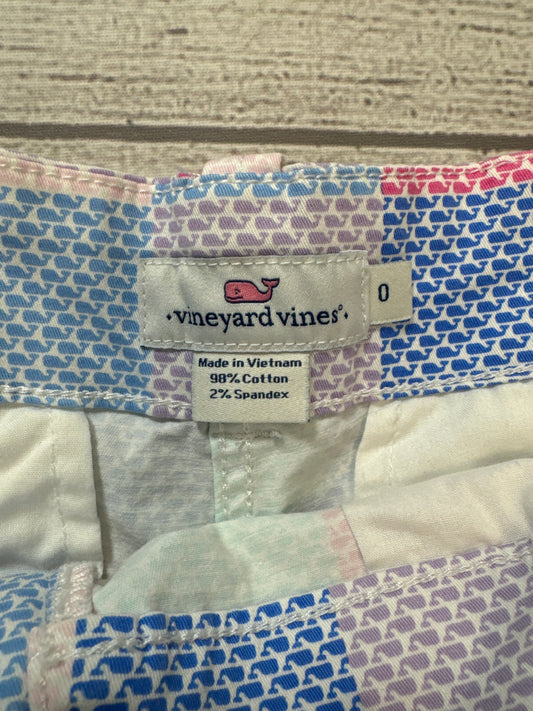 vineyard vines
0
Made in Vietnam
98% Cotton
2% Spandex